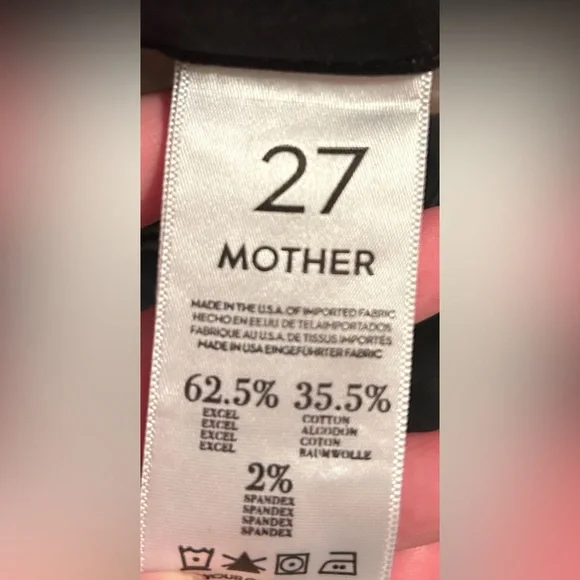 27
MOTHER
MADE IN THE U.S.A. OF IMPORTED FABRIC
HECHO EN EE.UU DE TELA IMPORTADOS
FABRIQUE AU U.S.A. DE TISSUS IMPORTÉS
MADE IN USA EINGEFÜHRTER FABRIC
62.5% 35.5%
EXCEL COTTON
EXCEL ALGODON
EXCEL COTON
EXCEL BAUMWOLLE
2%
SPANDEX
SPANDEX
SPANDEX
SPANDEX